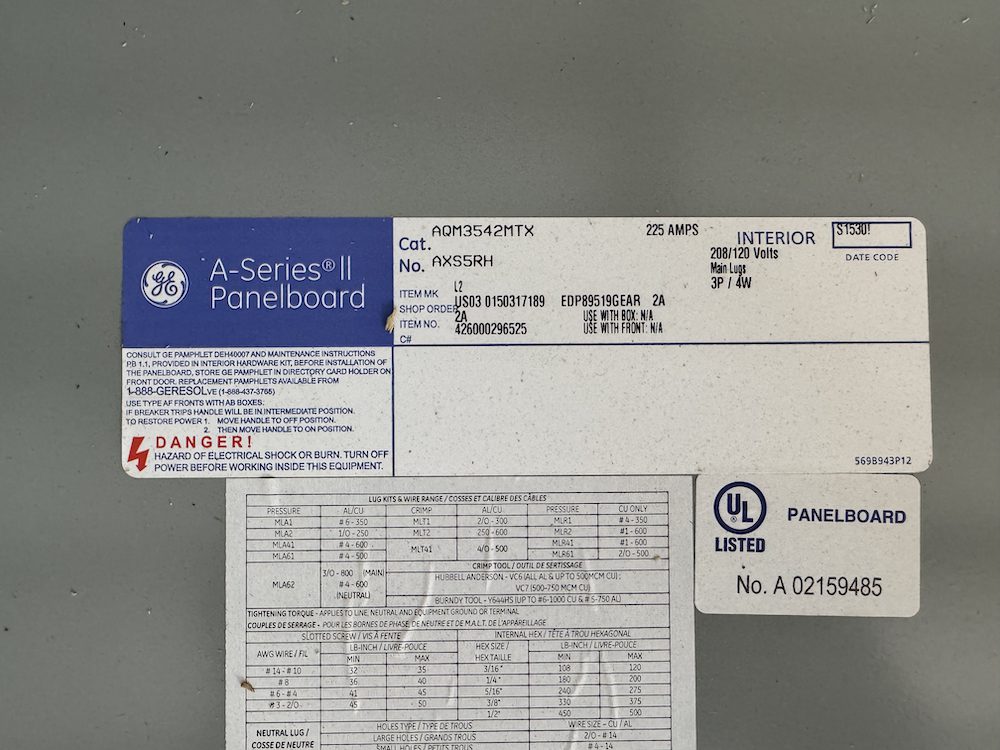 AQM3542MTX 225 AMPS INTERIOR S1530!
Cat.
No. AXS5RH 208/120 Volts DATE CODE
Main Lugs
3P / 4W
GE A-Series® II
Panelboard
ITEM MK L2
SHOP ORDER US03 0150317189 EDP89519GEAR 2A
2A USE WITH BOX: N/A
ITEM NO. 426000296525 USE WITH FRONT: N/A
C#
CONSULT GE PAMPHLET DEH40007 AND MAINTENANCE INSTRUCTIONS
P.B 1.1, PROVIDED IN INTERIOR HARDWARE KIT, BEFORE INSTALLATION OF
THE PANELBOARD, STORE GE PAMPHLET IN DIRECTORY CARD HOLDER ON
FRONT DOOR. REPLACEMENT PAMPHLETS AVAILABLE FROM
1-888-GERESOLVE (1-888-437-3765)
USE TYPE AF FRONTS WITH AB BOXES:
IF BREAKER TRIPS HANDLE WILL BE IN INTERMEDIATE POSITION.
TO RESTORE POWER 1. MOVE HANDLE TO OFF POSITION.
2. THEN MOVE HANDLE TO ON POSITION.
DANGER!
HAZARD OF ELECTRICAL SHOCK OR BURN. TURN OFF
POWER BEFORE WORKING INSIDE THIS EQUIPMENT.
569B943P12
UL ® LISTED
PANELBOARD
No. A 02159485
LUG KITS & WIRE RANGE / COSSES ET CALIBRE DES CÂBLES
PRESSURE AL/CU CRIMP AL/CU PRESSURE CU ONLY
MLA1 #6-350 MLT1 2/0-300 MLR1 #4-350
MLA2 1/0-250 MLT2 250-600 MLR2 #1-600
MLA41 #4-600 MLT41 4/0-500 MLR41 #1-600
MLA61 #4-500 MLR61 2/0-500
MLA62 3/0-800 (MAIN) CRIMP TOOL / OUTIL DE SERTISSAGE
#4-600 HUBBELL ANDERSON - VC6 (ALL AL & UP TO 500MCM CU) ;
(NEUTRAL) VC7 (500-750 MCM CU)
BURNDY TOOL - Y644HS (UP TO #6-1000 CU & #5-750 AL)
TIGHTENING TORQUE - APPLIES TO LINE, NEUTRAL AND EQUIPMENT GROUND OR TERMINAL
COUPLES DE SERRAGE - POUR LES BORNES DE PHASE, DE NEUTRE ET DE M.A.L.T. DE L'APPAREILLAGE
SLOTTED SCREW / VIS À FENTE INTERNAL HEX / TÊTE À TROU HEXAGONAL
AWG WIRE / FIL LB-INCH / LIVRE-POUCE HEX SIZE / HEX TAILLE LB-INCH / LIVRE-POUCE
MIN MAX MIN MAX
#14-#10 32 35 3/16" 108 120
#8 36 40 1/4" 180 200
#6-#4 41 45 5/16" 240 275
#3-2/0 45 50 3/8" 330 375
1/2" 450 500
NEUTRAL LUG / COSSE DE NEUTRE HOLES TYPE / TYPE DE TROUS WIRE SIZE - CU / AL
LARGE HOLES / GRANDS TROUS 2/0-#14
SMALL HOLES / PETITS TROUS #4-14